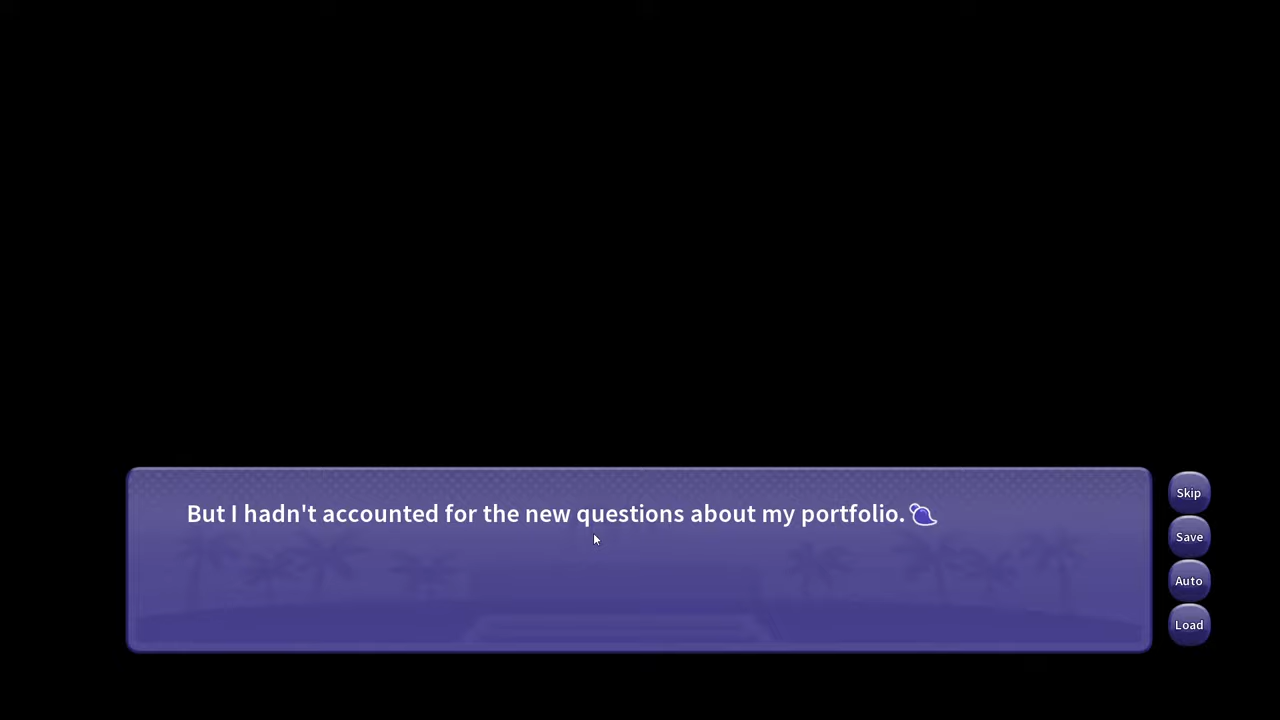 But I hadn't accounted for the new questions about my portfolio.
Skip
Save
Auto
Load